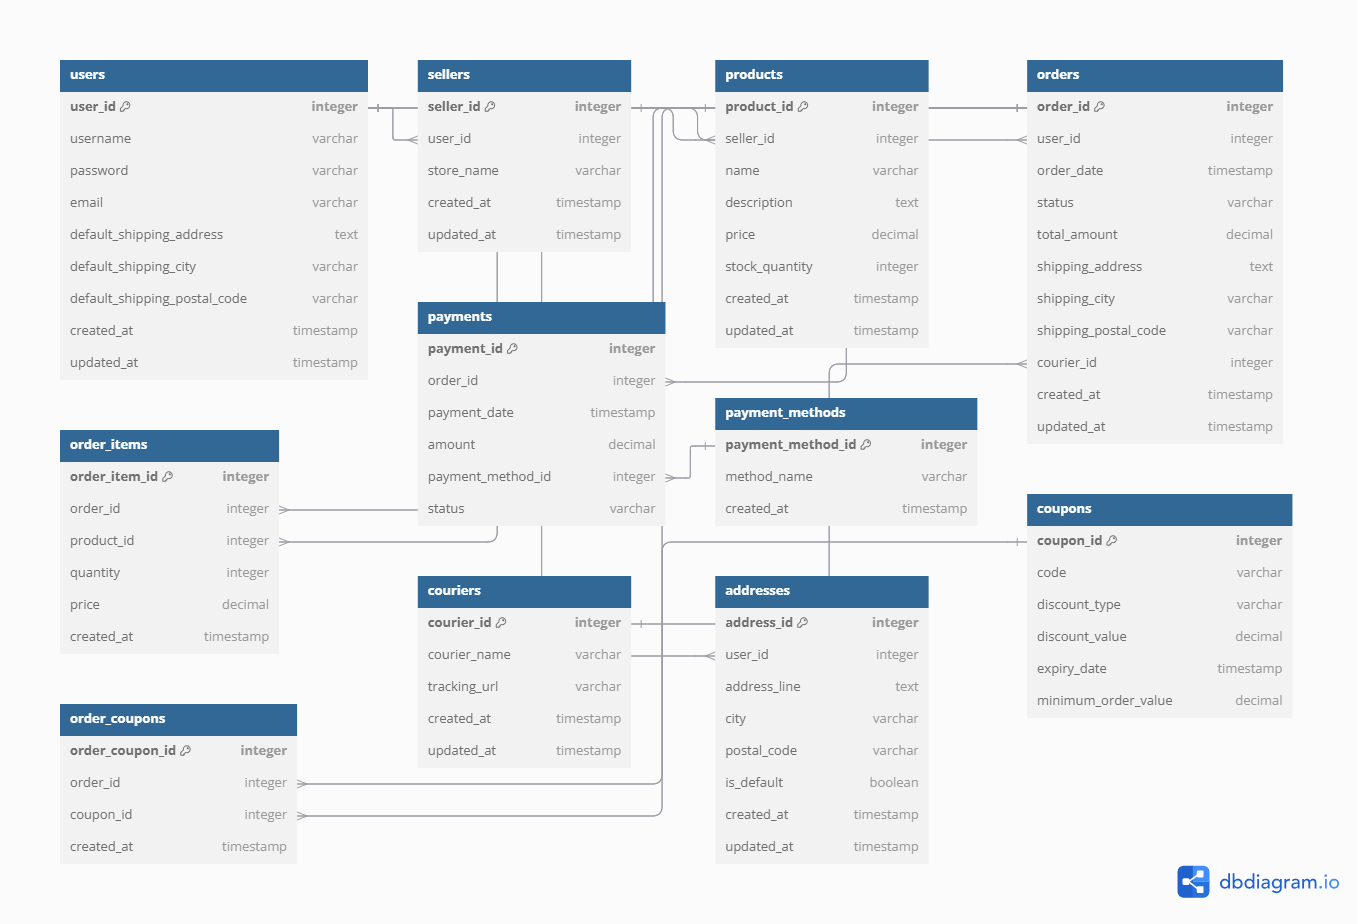 users
user_id integer
username varchar
password varchar
email varchar
default_shipping_address text
default_shipping_city varchar
default_shipping_postal_code varchar
created_at timestamp
updated_at timestamp
sellers
seller_id integer
user_id integer
store_name varchar
created_at timestamp
updated_at timestamp
products
product_id integer
seller_id integer
name varchar
description text
price decimal
stock_quantity integer
created_at timestamp
updated_at timestamp
orders
order_id integer
user_id integer
order_date timestamp
status varchar
total_amount decimal
shipping_address text
shipping_city varchar
shipping_postal_code varchar
courier_id integer
created_at timestamp
updated_at timestamp
payments
payment_id integer
order_id integer
payment_date timestamp
amount decimal
payment_method_id integer
status varchar
payment_methods
payment_method_id integer
method_name varchar
created_at timestamp
order_items
order_item_id integer
order_id integer
product_id integer
quantity integer
price decimal
created_at timestamp
coupons
coupon_id integer
code varchar
discount_type varchar
discount_value decimal
expiry_date timestamp
minimum_order_value decimal
couriers
courier_id integer
courier_name varchar
tracking_url varchar
created_at timestamp
updated_at timestamp
addresses
address_id integer
user_id integer
address_line text
city varchar
postal_code varchar
is_default boolean
created_at timestamp
updated_at timestamp
order_coupons
order_coupon_id integer
order_id integer
coupon_id integer
created_at timestamp
dbdiagram.io